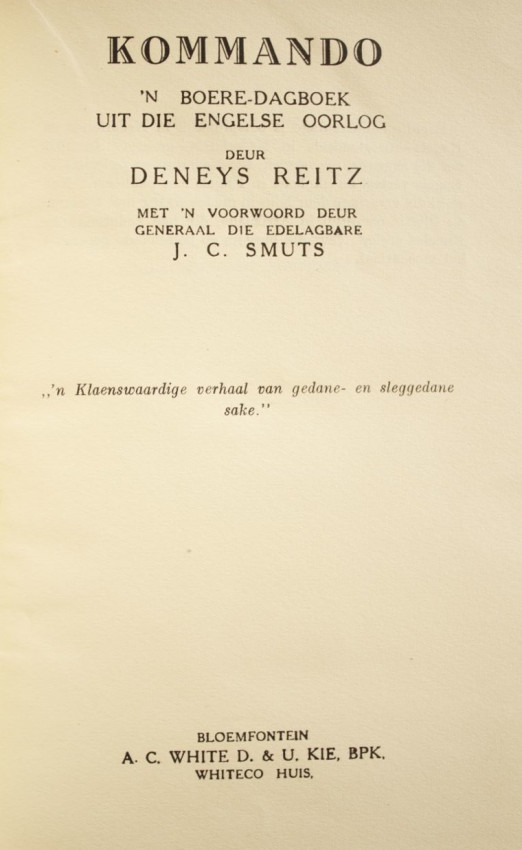 KOMMANDO
'N BOERE-DAGBOEK
UIT DIE ENGELSE OORLOG
DEUR
DENEYS REITZ
MET 'N VOORWOORD DEUR
GENERAAL DIE EDELAGBARE
J. C. SMUTS
,,'n Klaenswaardige verhaal van gedane- en sleggedane
sake."
BLOEMFONTEIN
A. C. WHITE D. & U. KIE, BPK.
WHITECO HUIS.